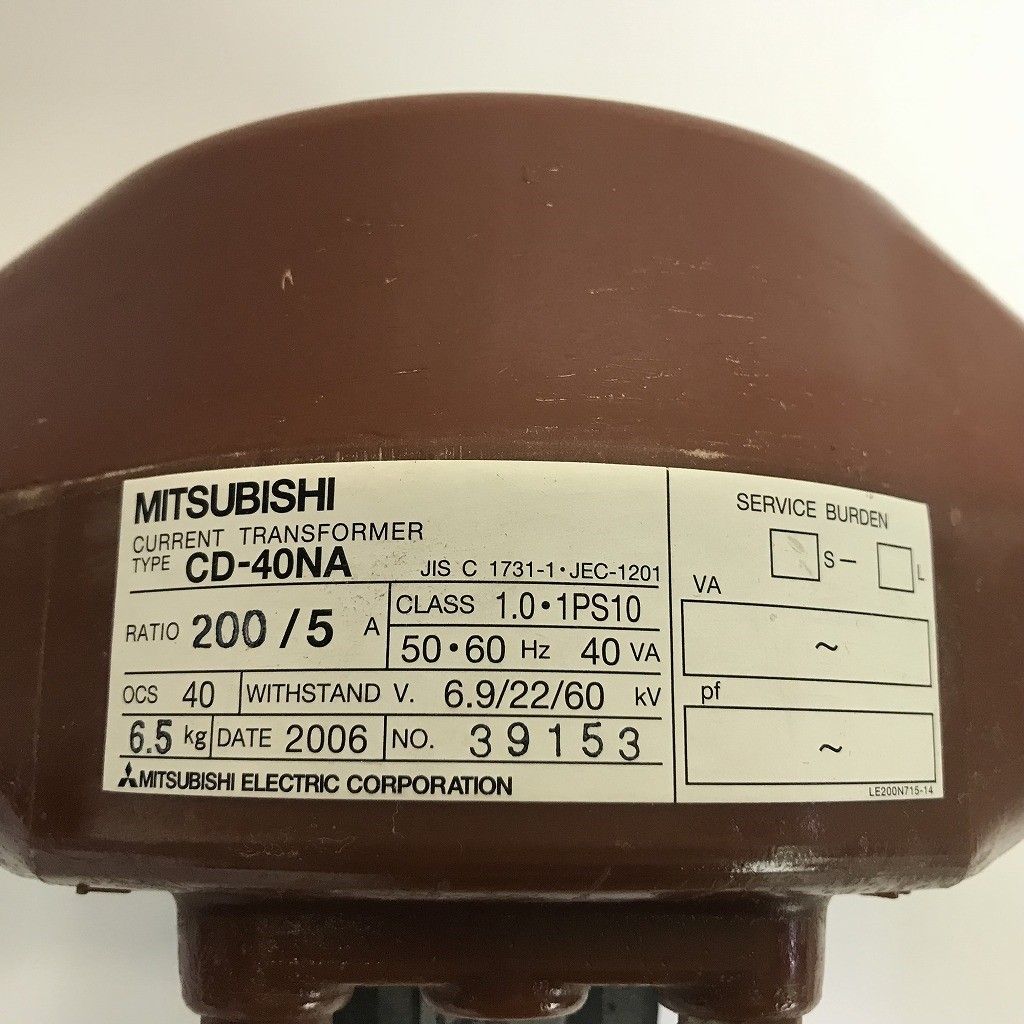 MITSUBISHI
CURRENT TRANSFORMER
TYPE CD-40NA JIS C 1731-1・JEC-1201
RATIO 200/5 A
CLASS 1.0・1PS10
50・60 Hz 40 VA
OCS 40 WITHSTAND V. 6.9/22/60 kV
6.5 kg DATE 2006 NO. 39153
MITSUBISHI ELECTRIC CORPORATION
SERVICE BURDEN
S— L
VA
~
pf
~
LE200N715-14